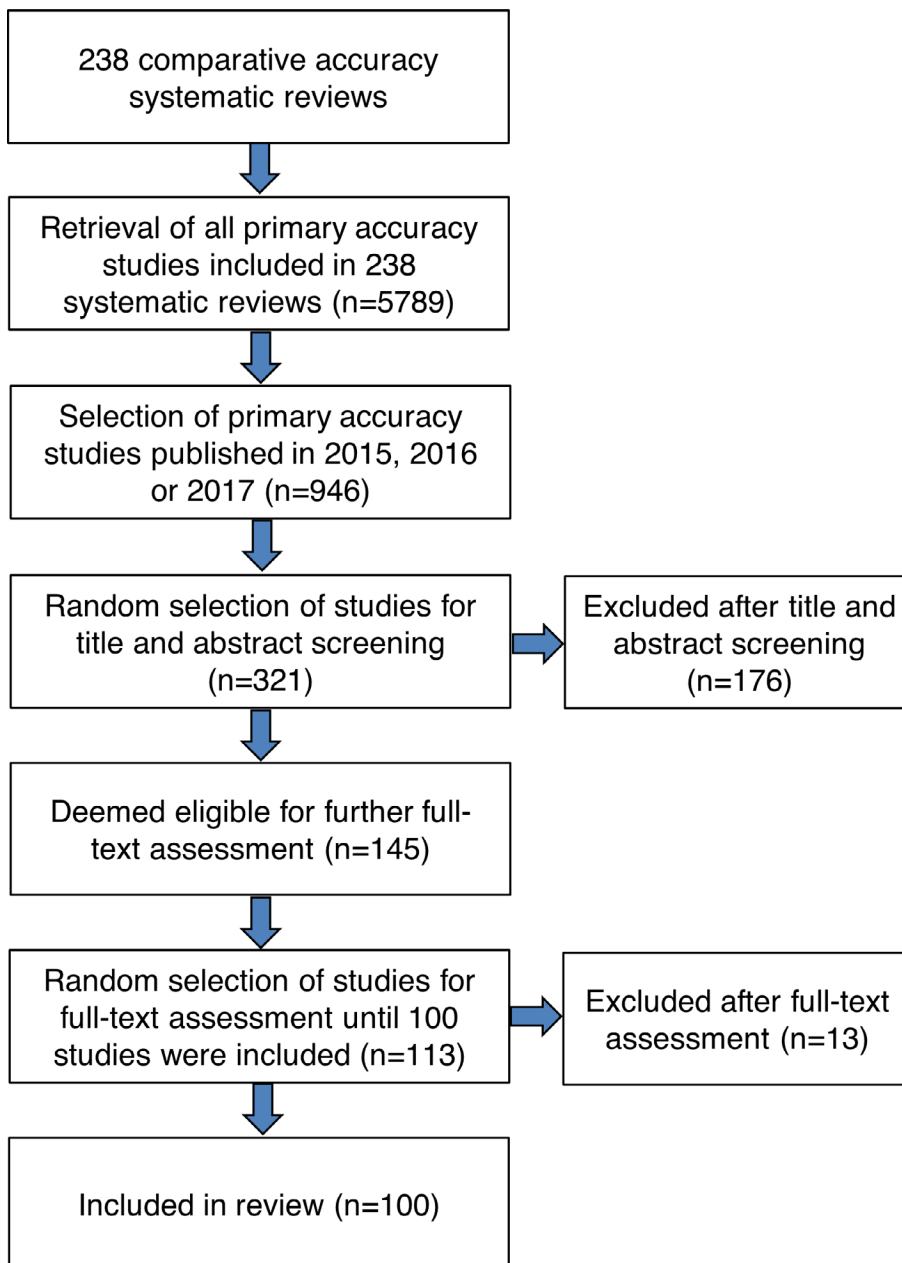 238 comparative accuracy
systematic reviews
Retrieval of all primary accuracy
studies included in 238
systematic reviews (n=5789)
Selection of primary accuracy
studies published in 2015, 2016
or 2017 (n=946)
Random selection of studies for
title and abstract screening
(n=321)
Excluded after title and
abstract screening
(n=176)
Deemed eligible for further full-
text assessment (n=145)
Random selection of studies for
full-text assessment until 100
studies were included (n=113)
Excluded after full-text
assessment (n=13)
Included in review (n=100)